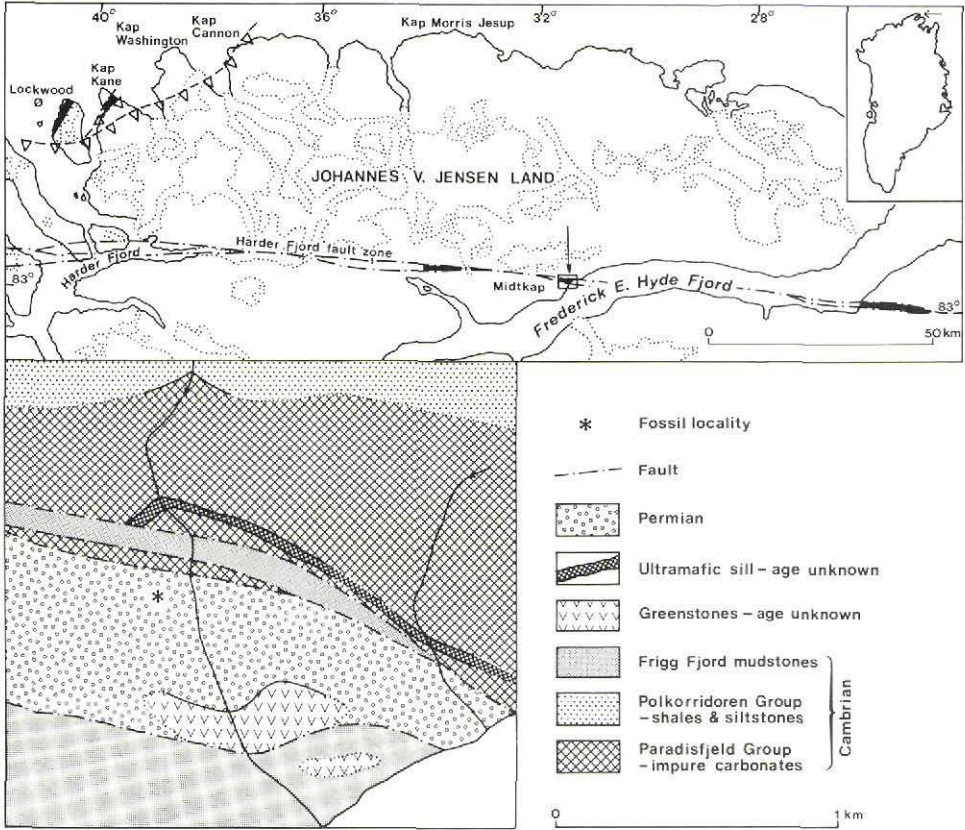 40°
36°
Kap Morris Jesup
32°
28°
Kap
Washington
Kap
Cannon
Kap
Kane
Lockwood
Ø
JOHANNES V. JENSEN LAND
Harder Fjord fault zone
83°
Harder Fjord
Midtkap
Frederick E. Hyde Fjord
83°
0
50 km
* Fossil locality
Fault
Permian
Ultramafic sill – age unknown
Greenstones – age unknown
Frigg Fjord mudstones
Polkorridoren Group
– shales & siltstones
Paradisfjeld Group
– impure carbonates
Cambrian
0
1 km